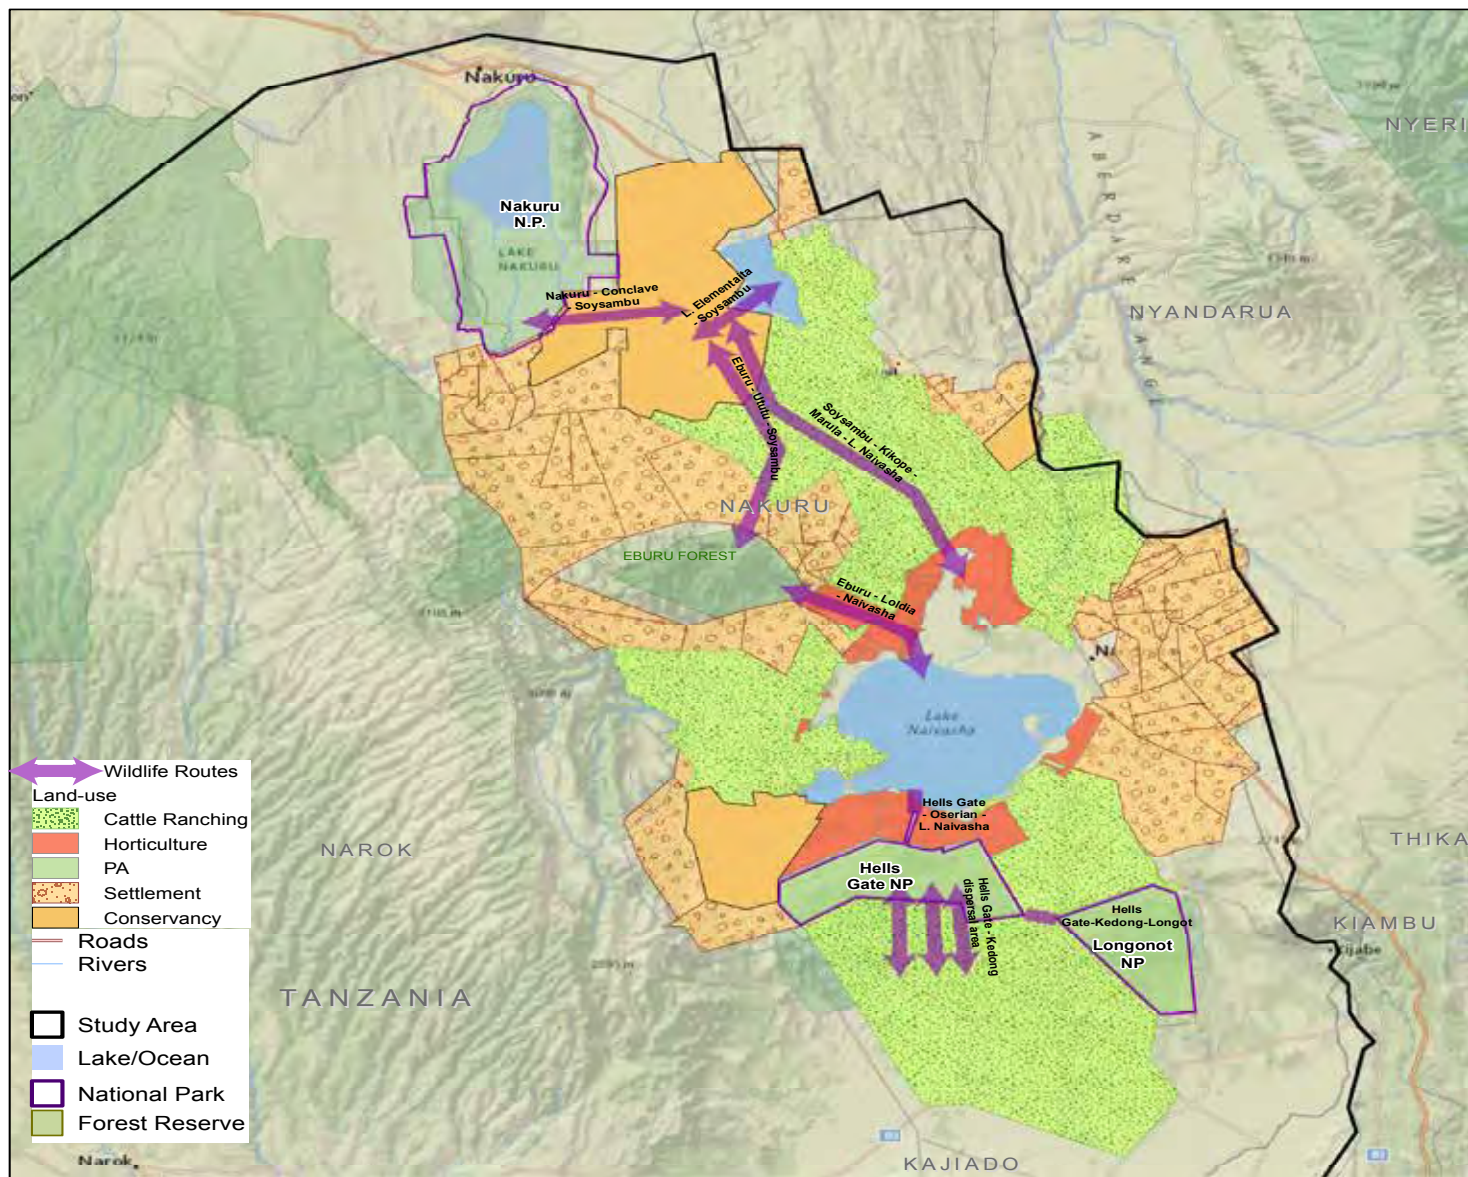 Nakuru
NYERI
ABERDARE RANGE
Nakuru
N.P.
LAKE
NAKURU
Nakuru - Conclave
- Soysambu
L. Elementaita
- Soysambu
NYANDARUA
Eburu - Ututu - Soysambu
Soysambu - Kikope -
Marula - L. Naivasha
NAKURU
EBURU FOREST
Eburu - Loldia
- Naivasha
Lake
Naivasha
Hells Gate
- Oserian -
L. Naivasha
Hells
Gate NP
Hells Gate - Kedong
dispersal area
Hells
Gate-Kedong-Longot
Longonot
NP
NAROK
THIKA
KIAMBU
Kijabe
TANZANIA
KAJIADO
Narok
Wildlife Routes
Land-use
Cattle Ranching
Horticulture
PA
Settlement
Conservancy
Roads
Rivers
Study Area
Lake/Ocean
National Park
Forest Reserve